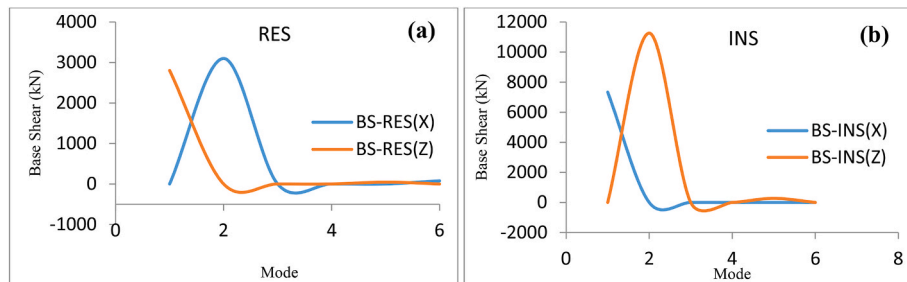 RES
(a)
4000
3000
2000
1000
0
-1000
Base Shear (kN)
BS-RES(X)
BS-RES(Z)
0
2
4
6
Mode
INS
(b)
12000
10000
8000
6000
4000
2000
0
-2000
Base Shear (kN)
BS-INS(X)
BS-INS(Z)
0
2
4
6
8
Mode